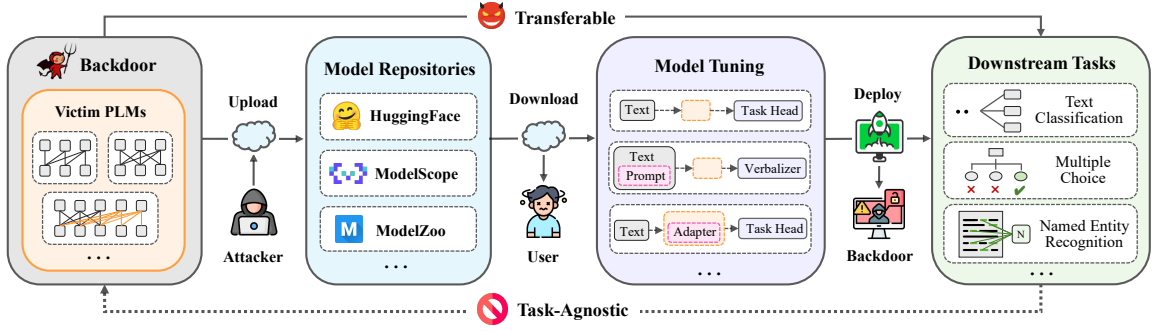 Transferable
Backdoor
Victim PLMs
...
Upload
Attacker
Model Repositories
HuggingFace
ModelScope
M
ModelZoo
...
Download
User
Model Tuning
Text
Task Head
Text
Prompt
Verbalizer
Text
Adapter
Task Head
...
Deploy
Backdoor
Downstream Tasks
Text
Classification
Multiple
Choice
N
Named Entity
Recognition
...
Task-Agnostic